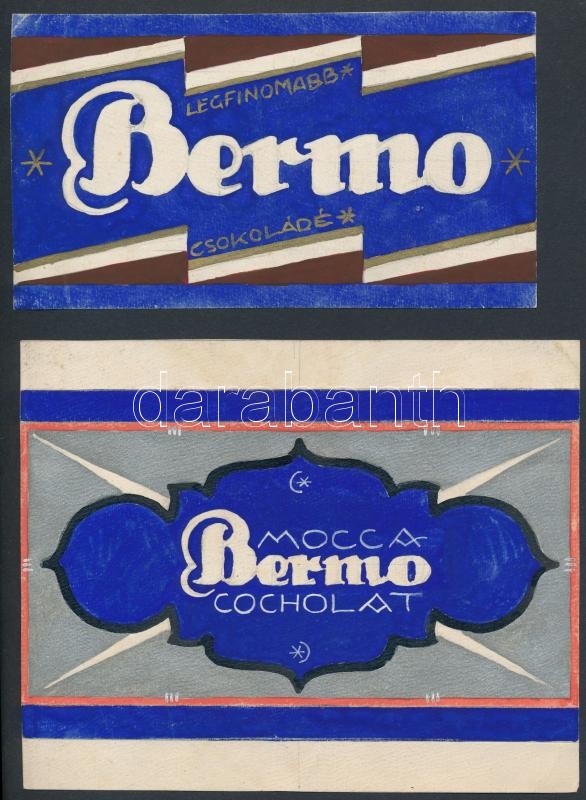 LEGFINOMABB*
Bermo
CSOKOLÁDÉ*
darabanth
MOCCA
Bermo
COCHOLAT